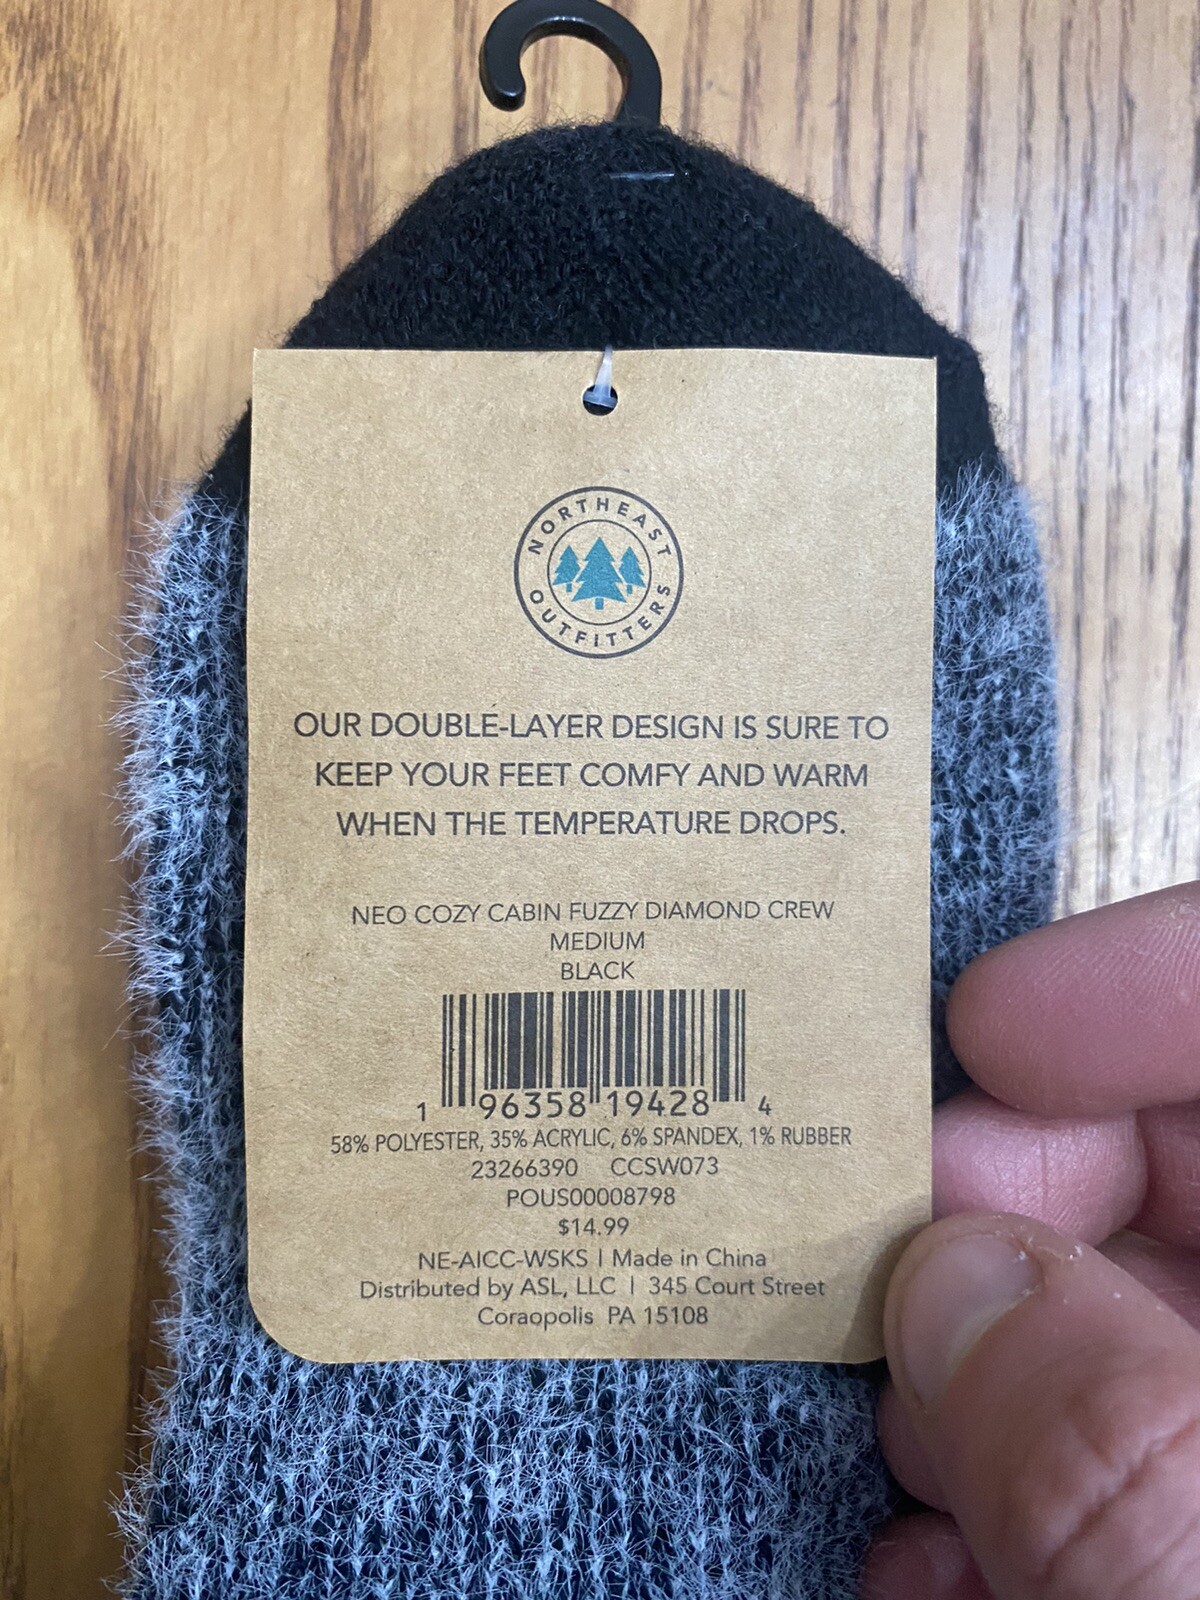 NORTHEAST
OUTFITTERS
OUR DOUBLE-LAYER DESIGN IS SURE TO
KEEP YOUR FEET COMFY AND WARM
WHEN THE TEMPERATURE DROPS.
NEO COZY CABIN FUZZY DIAMOND CREW
MEDIUM
BLACK
1 96358 19428 4
58% POLYESTER, 35% ACRYLIC, 6% SPANDEX, 1% RUBBER
23266390 CCSW073
POUS00008798
$14.99
NE-AICC-WSKS | Made in China
Distributed by ASL, LLC | 345 Court Street
Coraopolis PA 15108